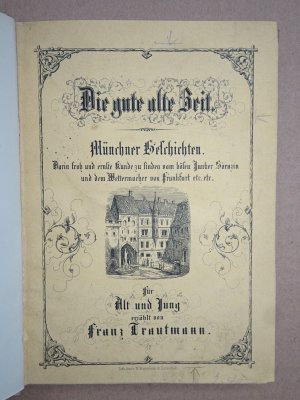 Die gute alte Zeit.
Münchner Geschichten.
Darin froh und ernste Kunde zu finden vom bösen Junker Sarazin
und dem Wettermacher von Frankfurt etc. etc.
Für
Alt und Jung
erzählt von
Franz Trautmann.